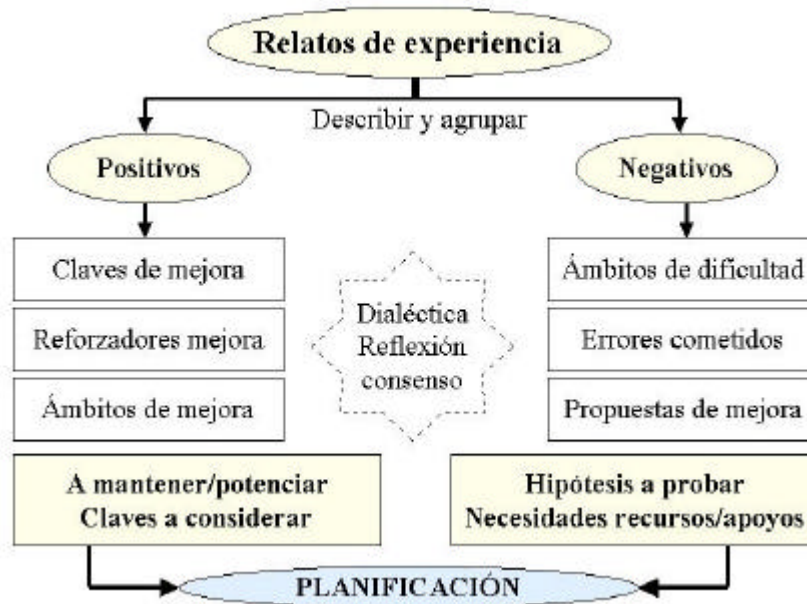 Relatos de experiencia
Describir y agrupar
Positivos
Negativos
Claves de mejora
Reforzadores mejora
Ámbitos de mejora
Dialéctica
Reflexión
consenso
Ámbitos de dificultad
Errores cometidos
Propuestas de mejora
A mantener/potenciar
Claves a considerar
Hipótesis a probar
Necesidades recursos/apoyos
PLANIFICACIÓN